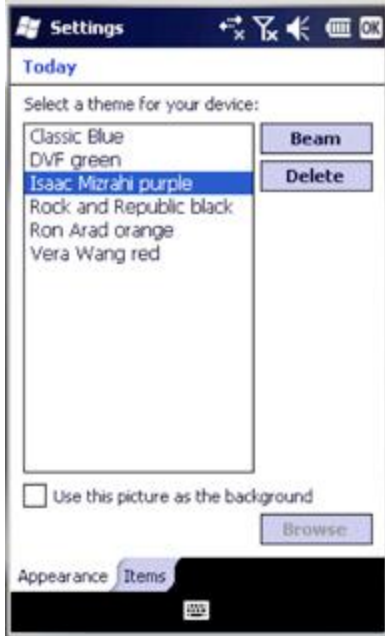 Settings
OK
Today
Select a theme for your device:
Classic Blue
DVF green
Isaac Mizrahi purple
Rock and Republic black
Ron Arad orange
Vera Wang red
Beam
Delete
Use this picture as the background
Browse
Appearance Items